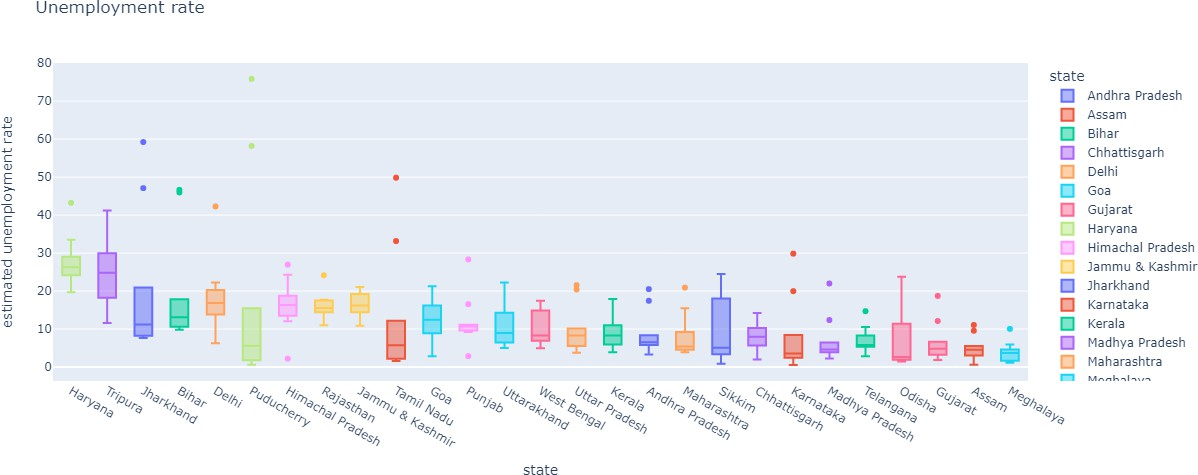 Unemployment rate
estimated unemployment rate
80
70
60
50
40
30
20
10
0
Haryana
Tripura
Jharkhand
Bihar
Delhi
Puducherry
Himachal Pradesh
Rajasthan
Jammu & Kashmir
Tamil Nadu
Goa
Punjab
Uttarakhand
West Bengal
Uttar Pradesh
Kerala
Andhra Pradesh
Maharashtra
Sikkim
Chhattisgarh
Karnataka
Madhya Pradesh
Telangana
Odisha
Gujarat
Assam
Meghalaya
state
state
Andhra Pradesh
Assam
Bihar
Chhattisgarh
Delhi
Goa
Gujarat
Haryana
Himachal Pradesh
Jammu & Kashmir
Jharkhand
Karnataka
Kerala
Madhya Pradesh
Maharashtra
Meghalaya